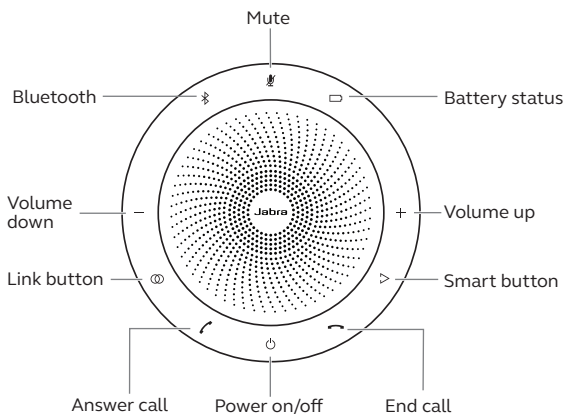 Mute
Bluetooth
Battery status
Volume
down
Jabra
Volume up
Link button
Smart button
Answer call
Power on/off
End call